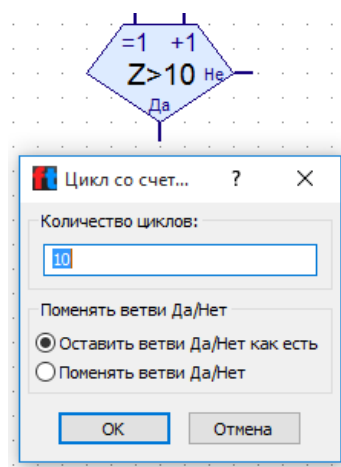 =1 +1
Z>10 Не
Да
ft Цикл со счет... ?
Количество циклов:
10
Поменять ветви Да/Нет
Оставить ветви Да/Нет как есть
Поменять ветви Да/Нет
OK Отмена